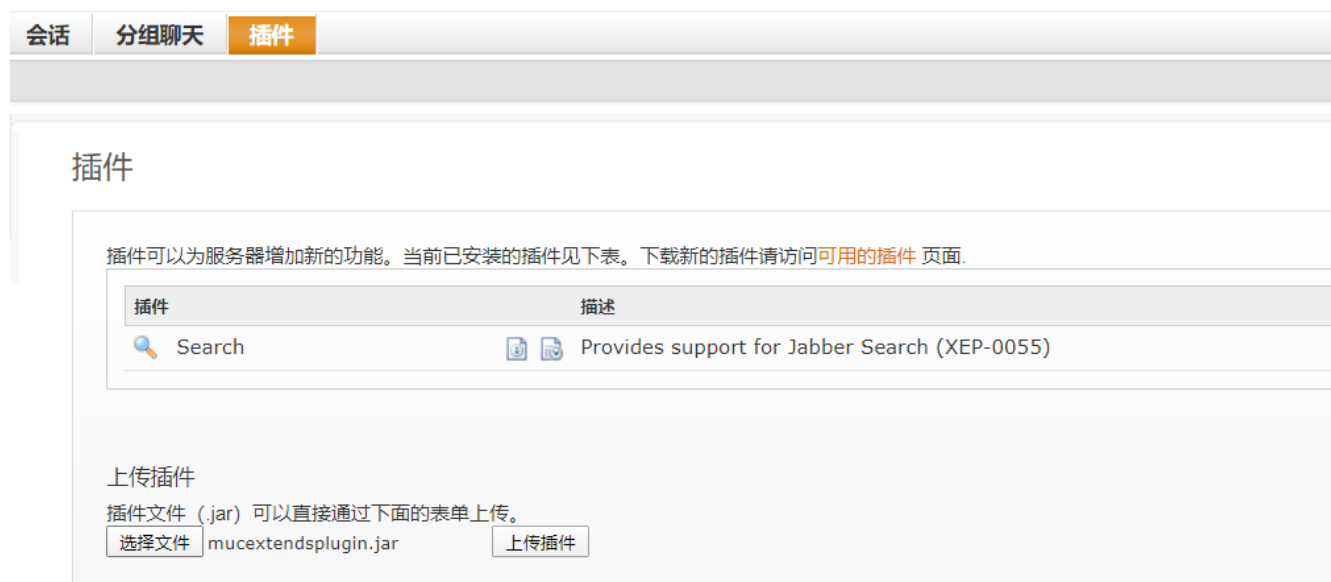 会话 分组聊天 插件
插件
插件可以为服务器增加新的功能。当前已安装的插件见下表。下载新的插件请访问可用的插件 页面.
插件 描述
Search Provides support for Jabber Search (XEP-0055)
上传插件
插件文件（.jar）可以直接通过下面的表单上传。
选择文件 mucextendsplugin.jar 上传插件